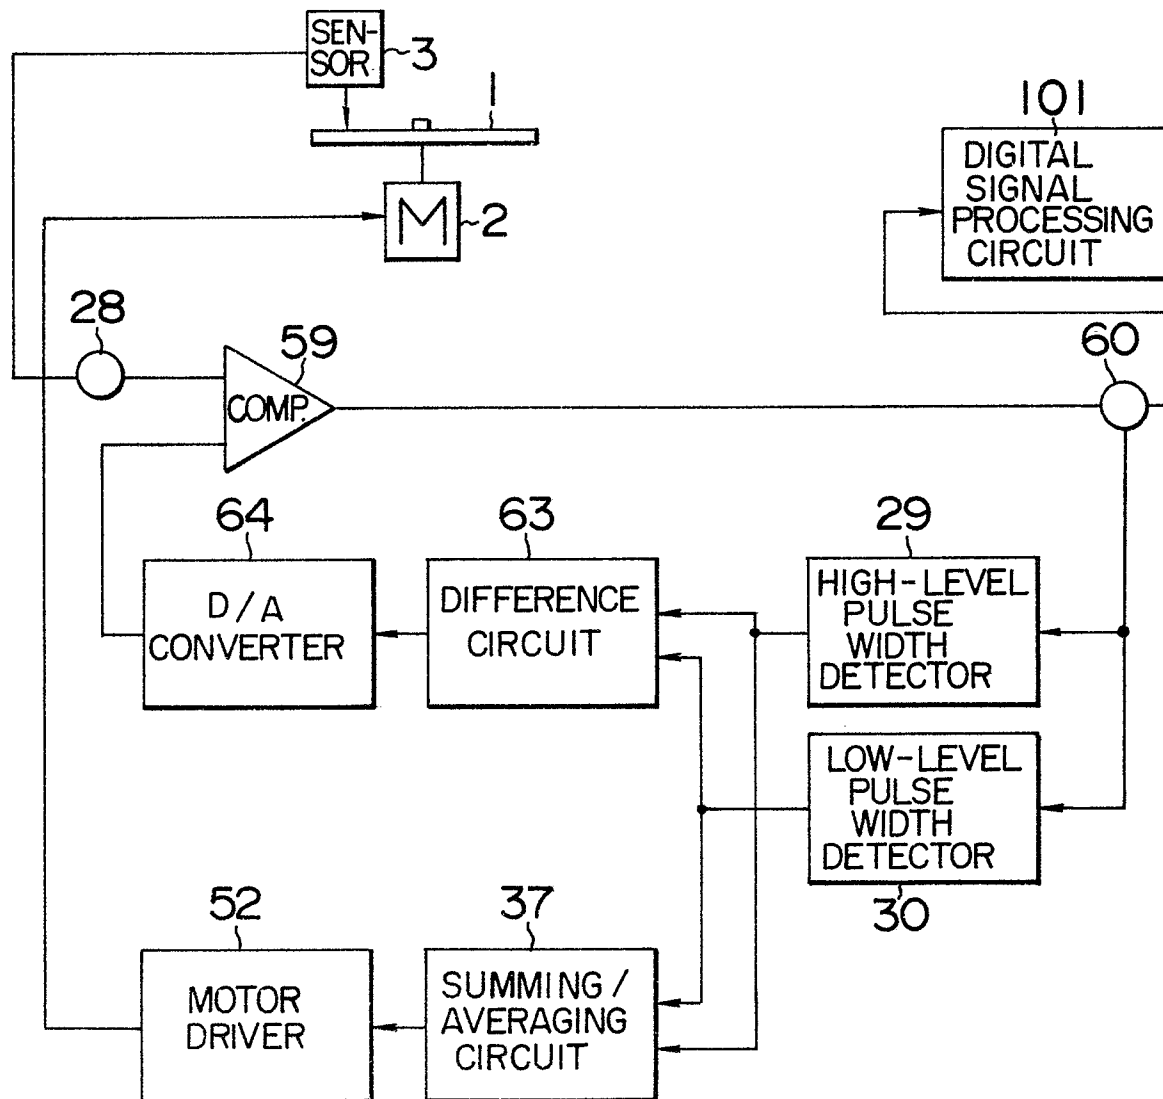 SEN-
SOR
3
1
M
2
101
DIGITAL
SIGNAL
PROCESSING
CIRCUIT
28
59
COMP.
60
64
D/A
CONVERTER
63
DIFFERENCE
CIRCUIT
29
HIGH-LEVEL
PULSE
WIDTH
DETECTOR
LOW-LEVEL
PULSE
WIDTH
DETECTOR
30
52
MOTOR
DRIVER
37
SUMMING/
AVERAGING
CIRCUIT